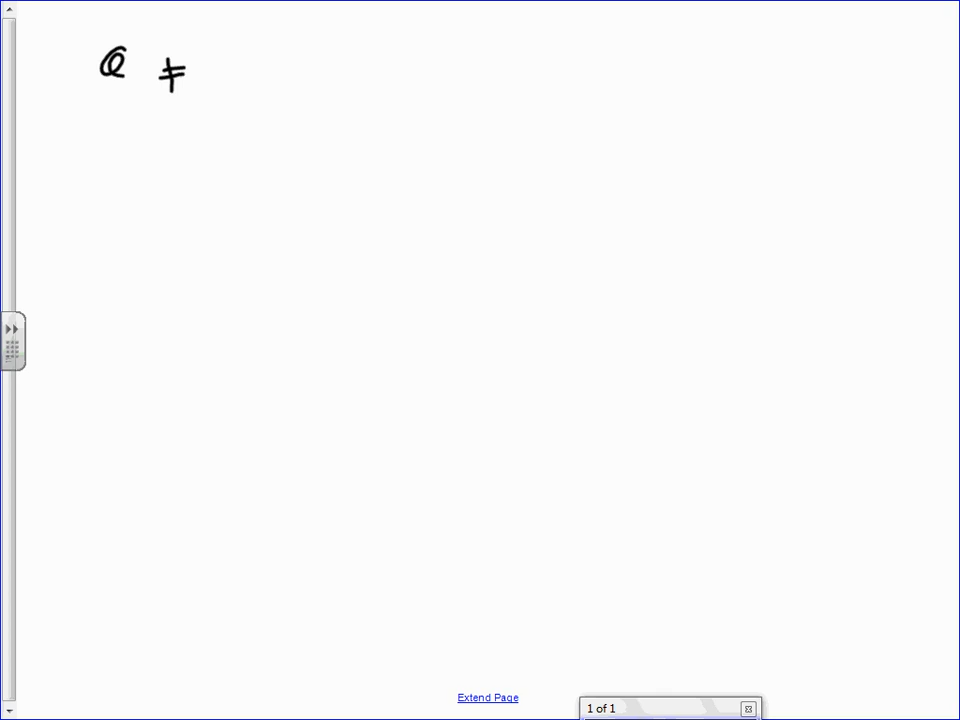 Q ≠
Extend Page
1 of 1